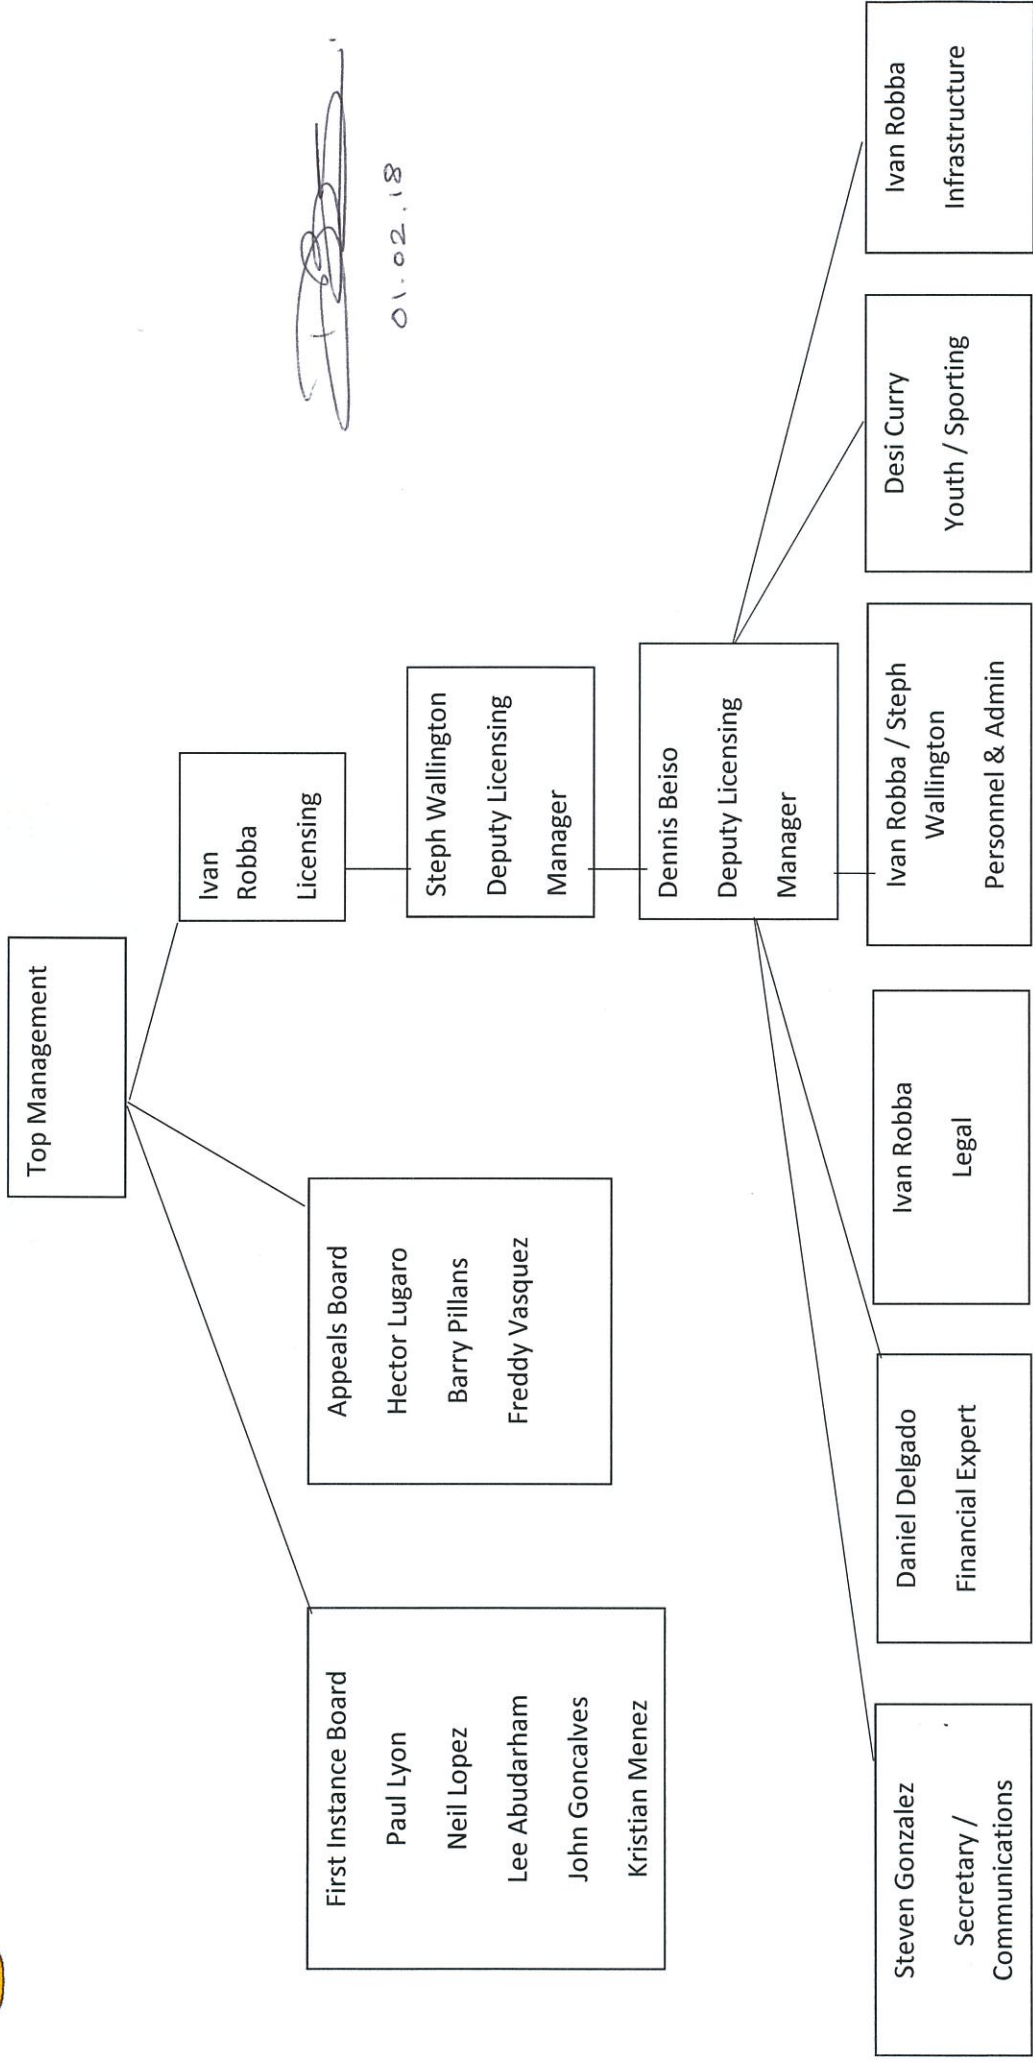 Top Management
Ivan
Robba
Licensing
01.02.18
First Instance Board
Paul Lyon
Neil Lopez
Lee Abudarham
John Goncalves
Kristian Menez
Appeals Board
Hector Lugaro
Barry Pillans
Freddy Vasquez
Steph Wallington
Deputy Licensing
Manager
Dennis Beiso
Deputy Licensing
Manager
Steven Gonzalez
Secretary /
Communications
Daniel Delgado
Financial Expert
Ivan Robba
Legal
Ivan Robba / Steph
Wallington
Personnel & Admin
Desi Curry
Youth / Sporting
Ivan Robba
Infrastructure